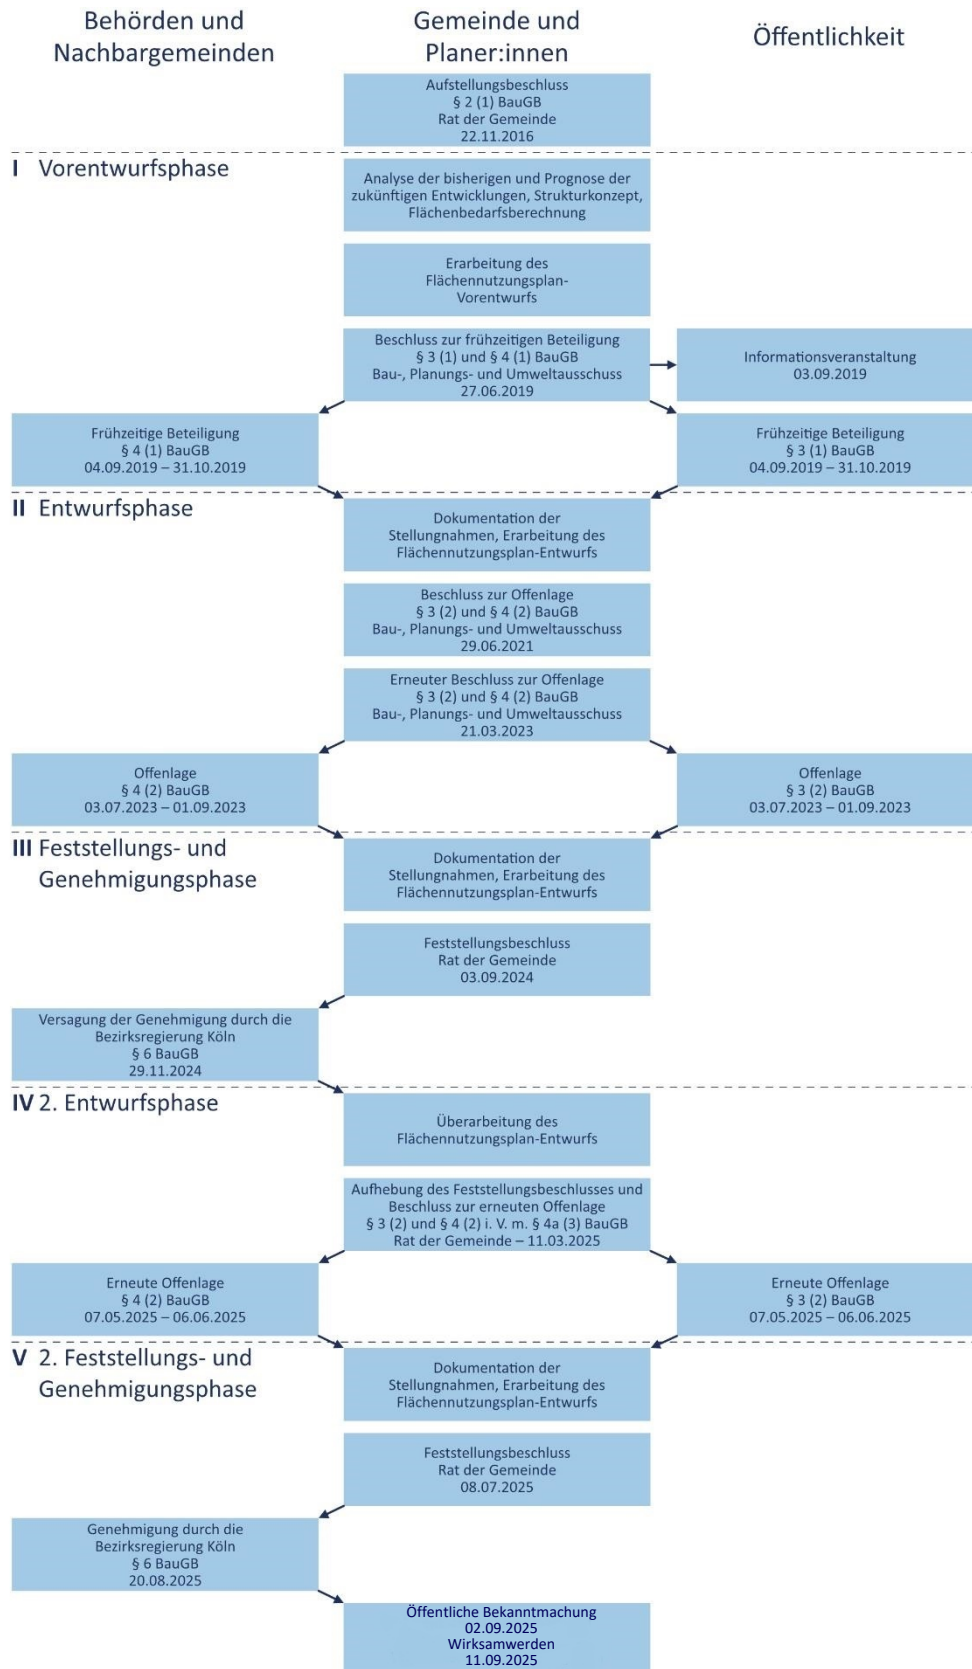 Behörden und
Nachbargemeinden
Gemeinde und
Planer:innen
Öffentlichkeit
Aufstellungsbeschluss
§ 2 (1) BauGB
Rat der Gemeinde
22.11.2016
I Vorentwurfsphase
Analyse der bisherigen und Prognose der
zukünftigen Entwicklungen, Strukturkonzept,
Flächenbedarfsberechnung
Erarbeitung des
Flächennutzungsplan-
Vorentwurfs
Beschluss zur frühzeitigen Beteiligung
§ 3 (1) und § 4 (1) BauGB
Bau-, Planungs- und Umweltausschuss
27.06.2019
Informationsveranstaltung
03.09.2019
Frühzeitige Beteiligung
§ 4 (1) BauGB
04.09.2019 – 31.10.2019
Frühzeitige Beteiligung
§ 3 (1) BauGB
04.09.2019 – 31.10.2019
II Entwurfsphase
Dokumentation der
Stellungnahmen, Erarbeitung des
Flächennutzungsplan-Entwurfs
Beschluss zur Offenlage
§ 3 (2) und § 4 (2) BauGB
Bau-, Planungs- und Umweltausschuss
29.06.2021
Erneuter Beschluss zur Offenlage
§ 3 (2) und § 4 (2) BauGB
Bau-, Planungs- und Umweltausschuss
21.03.2023
Offenlage
§ 4 (2) BauGB
03.07.2023 – 01.09.2023
Offenlage
§ 3 (2) BauGB
03.07.2023 – 01.09.2023
III Feststellungs- und
Genehmigungsphase
Dokumentation der
Stellungnahmen, Erarbeitung des
Flächennutzungsplan-Entwurfs
Feststellungsbeschluss
Rat der Gemeinde
03.09.2024
Versagung der Genehmigung durch die
Bezirksregierung Köln
§ 6 BauGB
29.11.2024
IV 2. Entwurfsphase
Überarbeitung des
Flächennutzungsplan-Entwurfs
Aufhebung des Feststellungsbeschlusses und
Beschluss zur erneuten Offenlage
§ 3 (2) und § 4 (2) i. V. m. § 4a (3) BauGB
Rat der Gemeinde – 11.03.2025
Erneute Offenlage
§ 4 (2) BauGB
07.05.2025 – 06.06.2025
Erneute Offenlage
§ 3 (2) BauGB
07.05.2025 – 06.06.2025
V 2. Feststellungs- und
Genehmigungsphase
Dokumentation der
Stellungnahmen, Erarbeitung des
Flächennutzungsplan-Entwurfs
Feststellungsbeschluss
Rat der Gemeinde
08.07.2025
Genehmigung durch die
Bezirksregierung Köln
§ 6 BauGB
20.08.2025
Öffentliche Bekanntmachung
02.09.2025
Wirksamwerden
11.09.2025